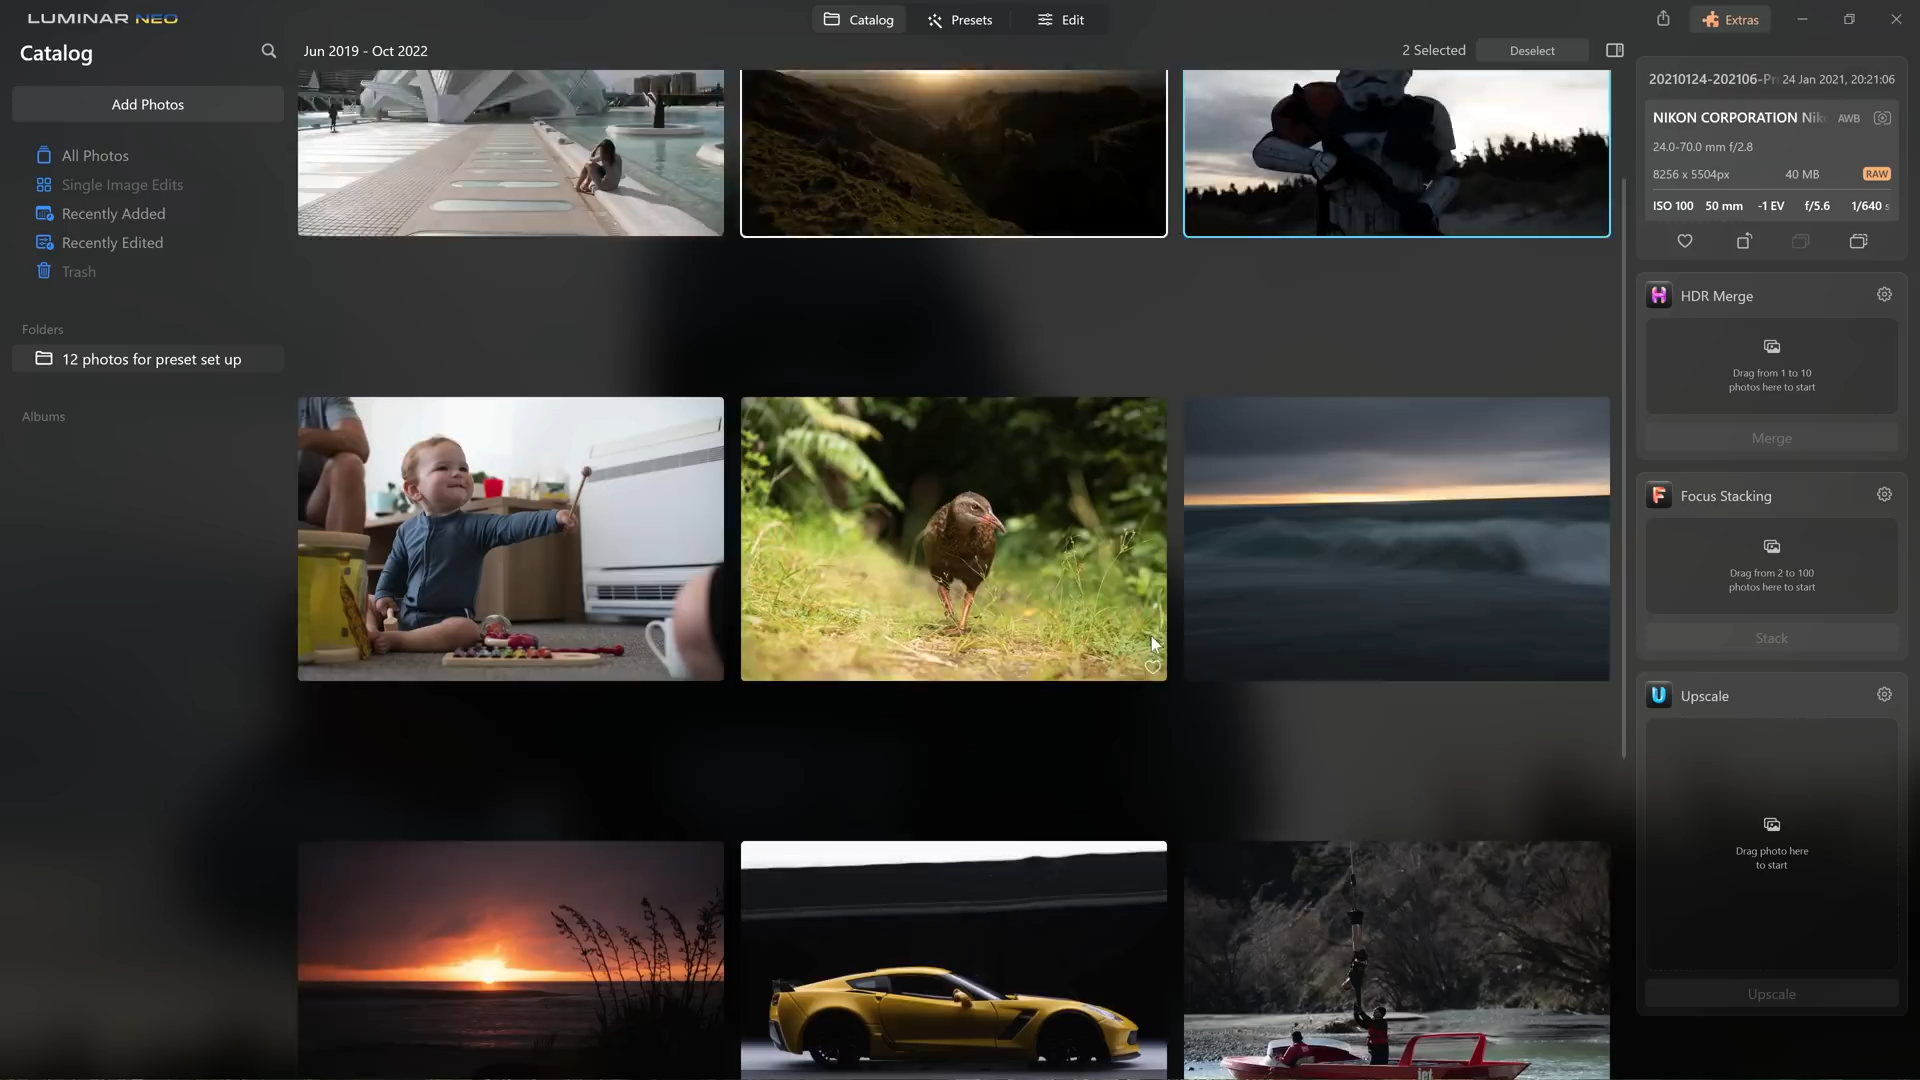 LUMINAR NEO
Catalog
Presets
Edit
Extras
Catalog
Jun 2019 - Oct 2022
2 Selected
Deselect
Add Photos
All Photos
Single Image Edits
Recently Added
Recently Edited
Trash
Folders
12 photos for preset set up
Albums
20210124-202106-Pr 24 Jan 2021, 20:21:06
NIKON CORPORATION Nik AWB
24.0-70.0 mm f/2.8
8256 x 5504px 40 MB RAW
ISO 100 50 mm -1 EV f/5.6 1/640 s
HDR Merge
Drag from 1 to 10
photos here to start
Merge
Focus Stacking
Drag from 2 to 100
photos here to start
Stack
Upscale
Drag photo here
to start
Upscale
jet